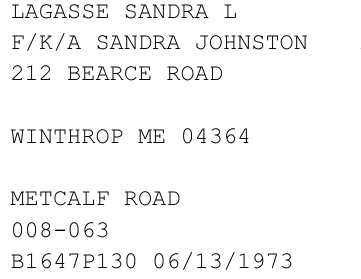 LAGASSE SANDRA L
F/K/A SANDRA JOHNSTON
212 BEARCE ROAD
WINTHROP ME 04364
METCALF ROAD
008-063
B1647P130 06/13/1973